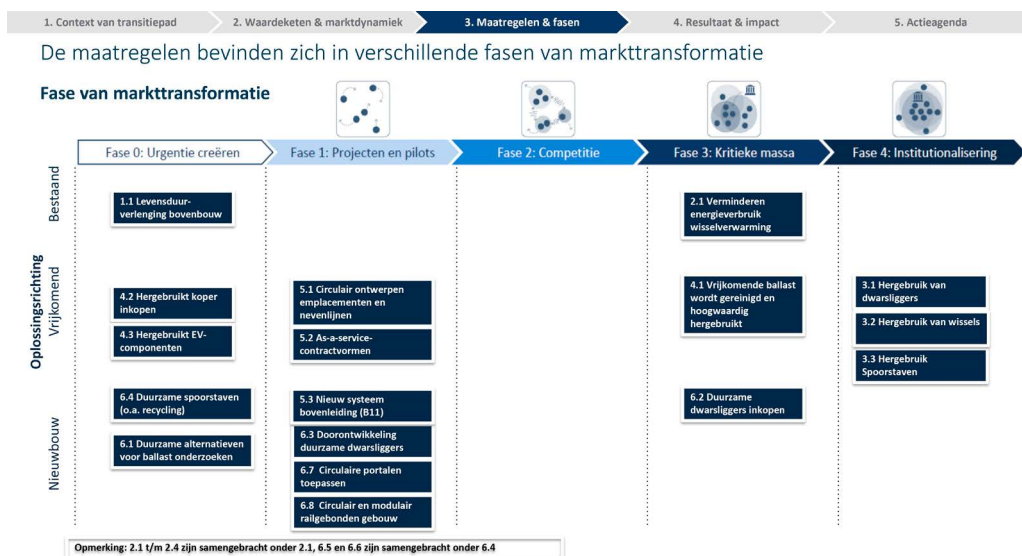 1. Context van transitiepad
2. Waardeketen & marktdynamiek
3. Maatregelen & fasen
4. Resultaat & impact
5. Actieagenda
De maatregelen bevinden zich in verschillende fasen van markttransformatie
Fase van markttransformatie
Fase 0: Urgentie creëren
Fase 1: Projecten en pilots
Fase 2: Competitie
Fase 3: Kritieke massa
Fase 4: Institutionalisering
Oplossingsrichting
Bestaand
1.1 Levensduur-
verlenging bovenbouw
2.1 Verminderen
energieverbruik
wisselverwarming
Vrijkomend
4.2 Hergebruikt koper
inkopen
4.3 Hergebruikt EV-
componenten
5.1 Circulair ontwerpen
emplacementen en
nevenlijnen
5.2 As-a-service-
contractvormen
4.1 Vrijkomende ballast
wordt gereinigd en
hoogwaardig
hergebruikt
3.1 Hergebruik van
dwarsliggers
3.2 Hergebruik van wissels
3.3 Hergebruik
Spoorstaven
Nieuwbouw
6.4 Duurzame spoorstaven
(o.a. recycling)
6.1 Duurzame alternatieven
voor ballast onderzoeken
5.3 Nieuw systeem
bovenleiding (B11)
6.3 Doorontwikkeling
duurzame dwarsliggers
6.7 Circulaire portalen
toepassen
6.8 Circulair en modulair
railgebonden gebouw
6.2 Duurzame
dwarsliggers inkopen
Opmerking: 2.1 t/m 2.4 zijn samengebracht onder 2.1, 6.5 en 6.6 zijn samengebracht onder 6.4